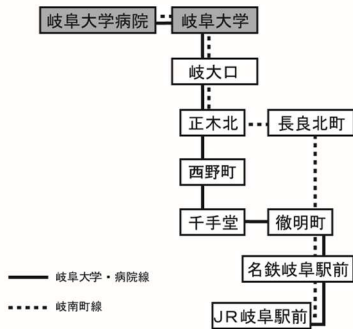 岐阜大学病院 岐阜大学
岐大口
正木北 長良北町
西野町
千手堂 徹明町
名鉄岐阜駅前
JR岐阜駅前
岐阜大学・病院線
岐南町線